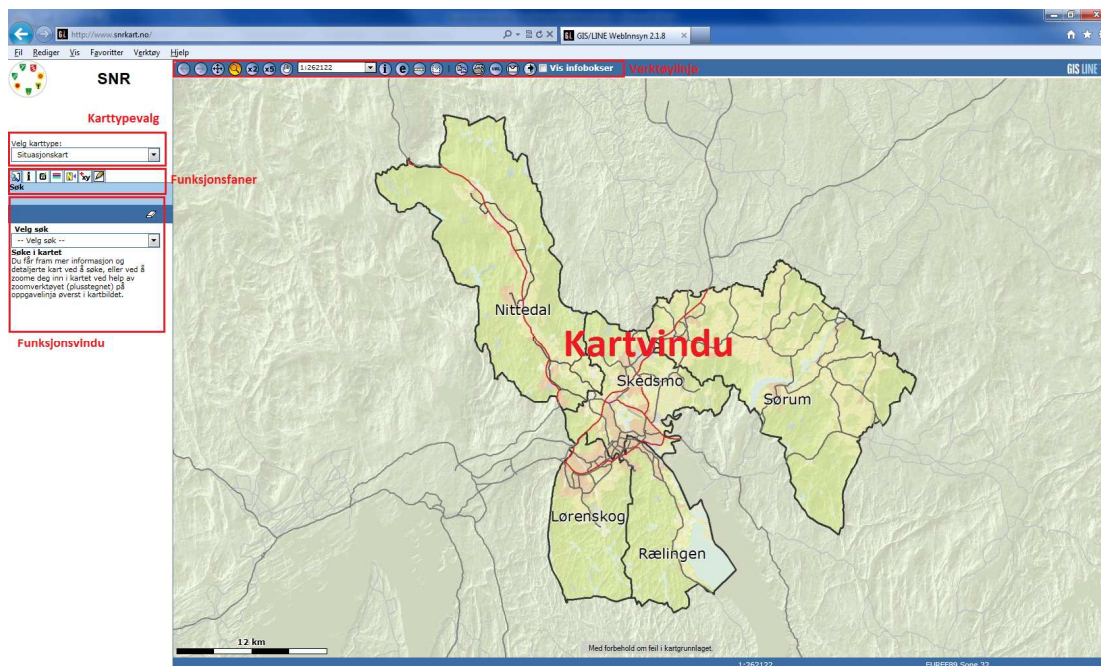 http://www.snrkart.no/
GIS/LINE WebInnsyn 2.1.8
Fil Rediger Vis Favoritter Verktøy Hjelp
SNR
x2 x5 1:262122 Vis infobokser Verktøylinje
GIS LINE
Karttypevalg
Velg karttype:
Situasjonskart
Funksjonsfaner
Søk
Velg søk
-- Velg søk --
Søke i kartet
Du får fram mer informasjon og
detaljerte kart ved å søke, eller ved å
zoome deg inn i kartet ved help av
zoomverktøyet (plusstegnet) på
oppgavelinja øverst i kartbildet.
Funksjonsvindu
Nittedal
Kartvindu
Skedsmo
Sørum
Lørenskog
Rælingen
12 km
Med forbehold om feil i kartgrunnlaget
1:262122
EUREF89 Sone 32